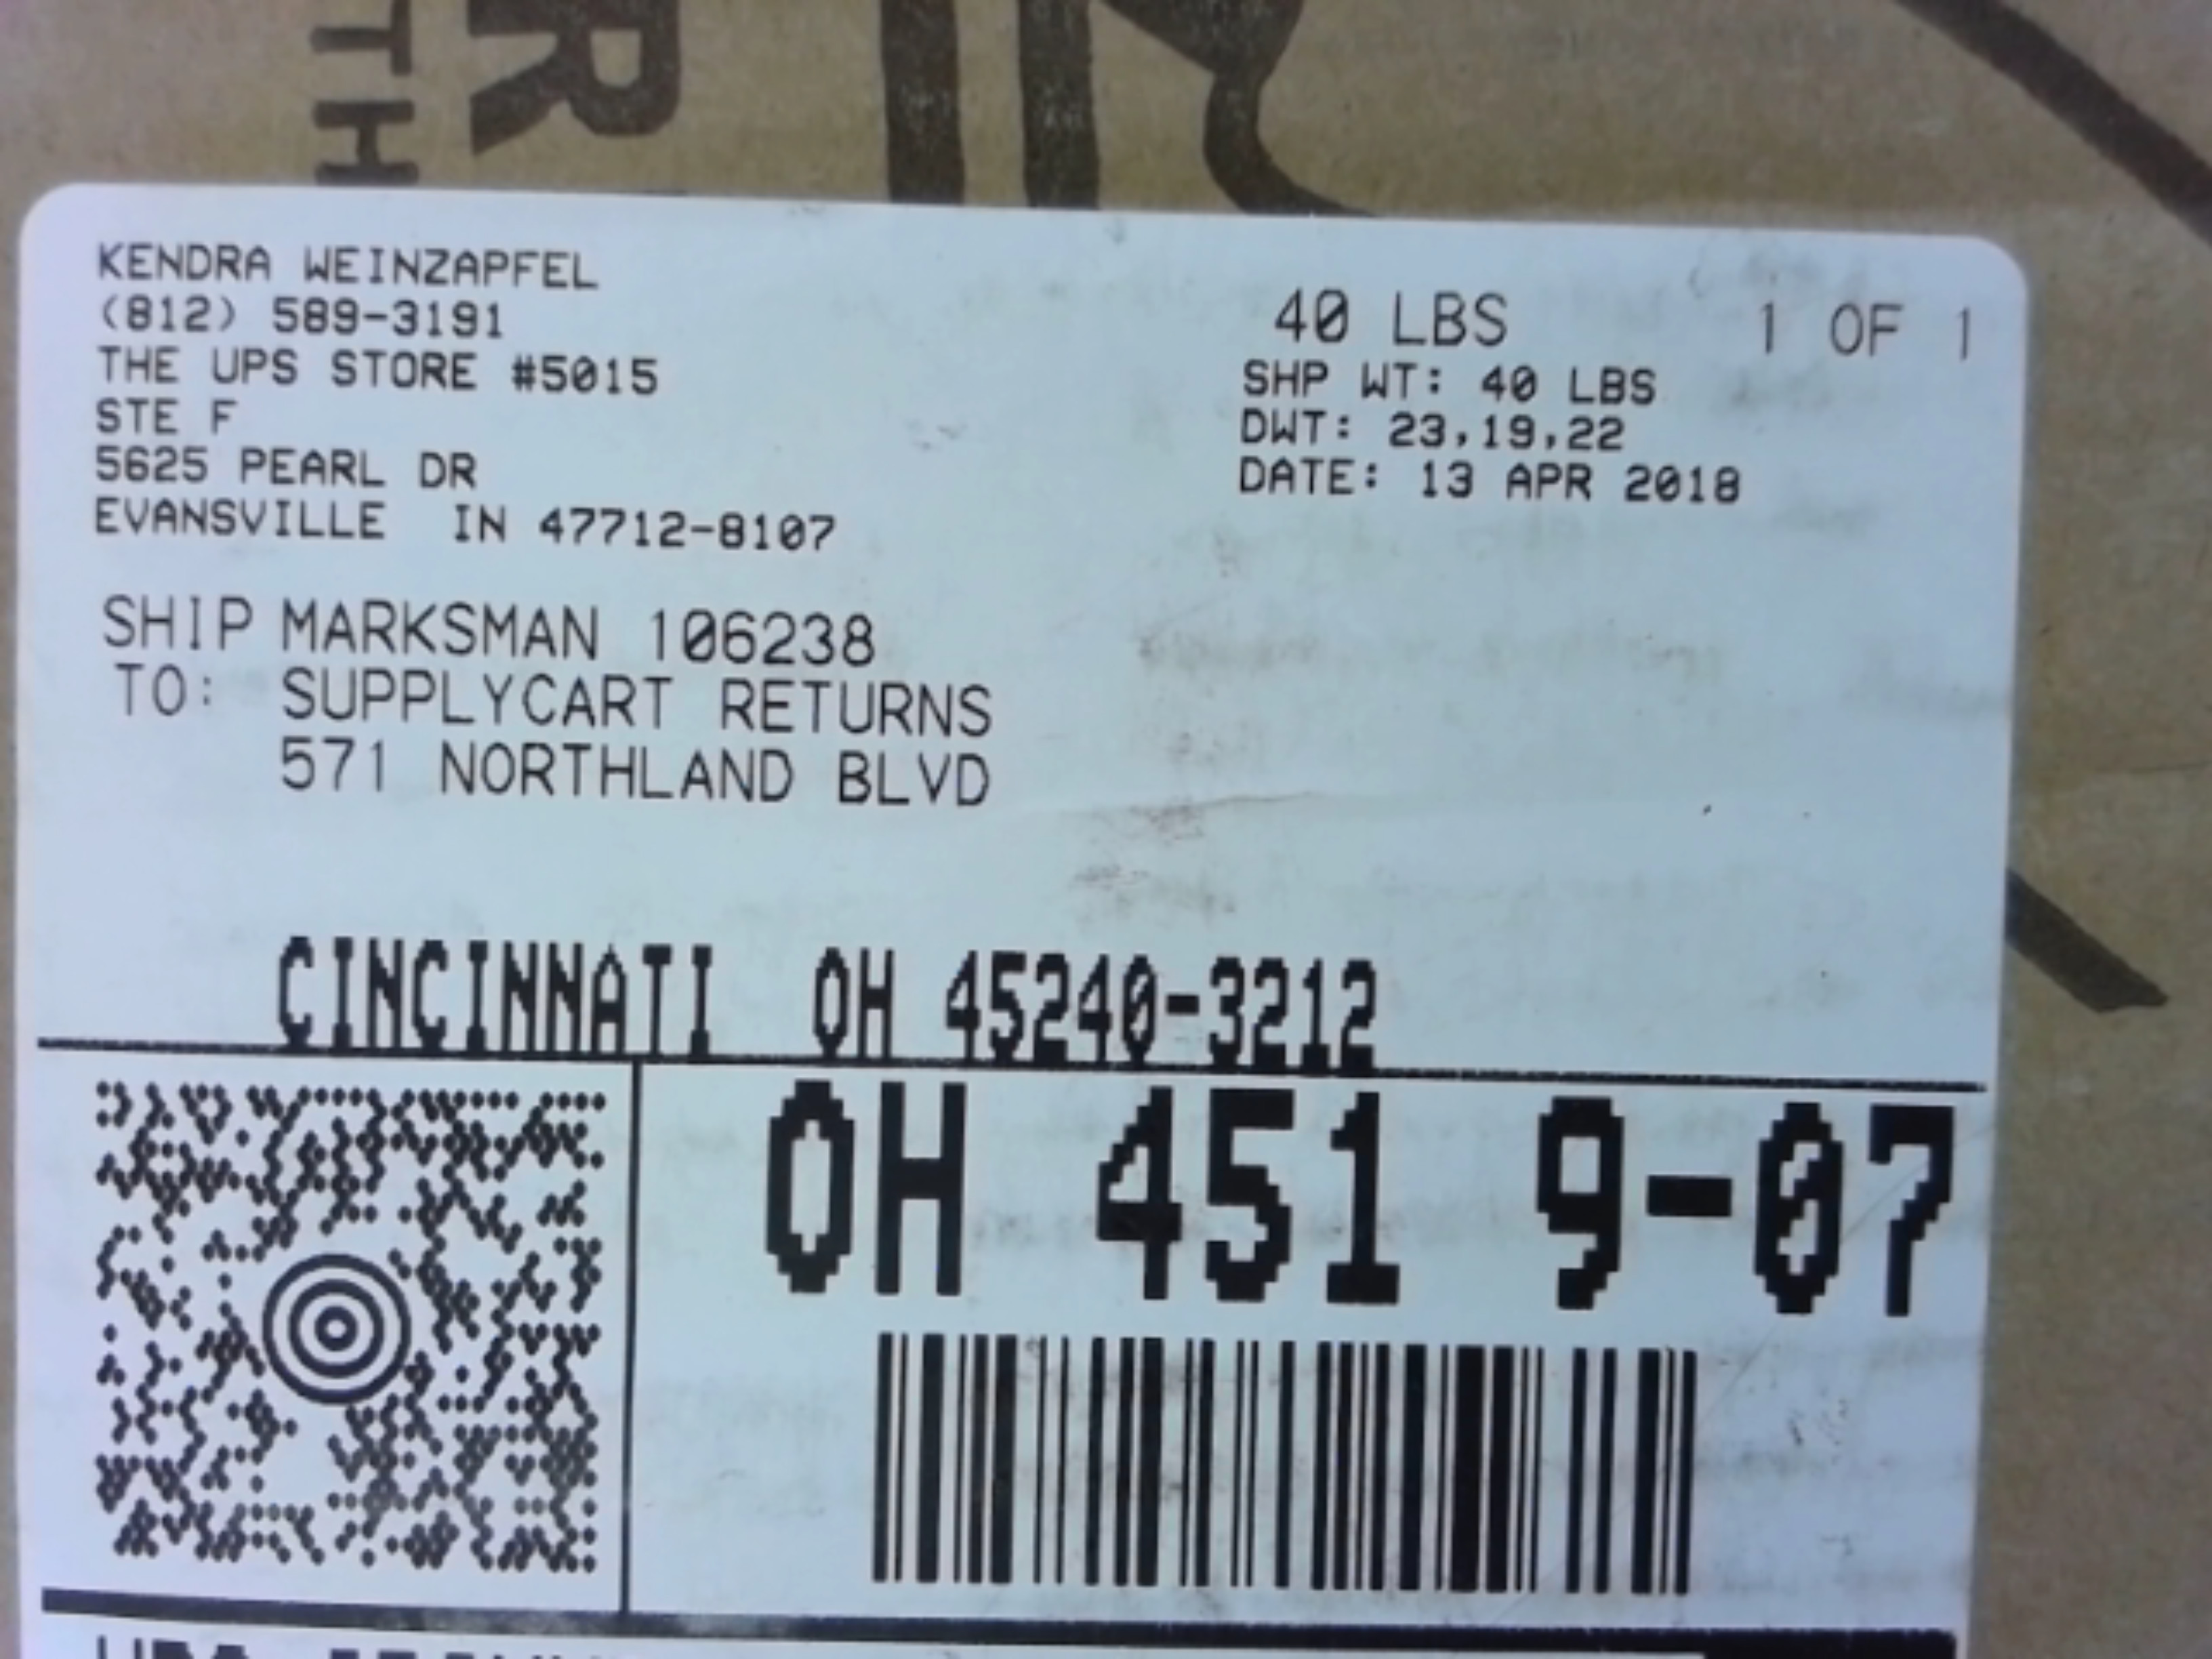 KENDRA WEINZAPFEL
(812) 589-3191
THE UPS STORE #5015
STE F
5625 PEARL DR
EVANSVILLE IN 47712-8107
40 LBS 1 OF 1
SHP WT: 40 LBS
DWT: 23,19,22
DATE: 13 APR 2018
SHIP MARKSMAN 106238
TO: SUPPLYCART RETURNS
571 NORTHLAND BLVD
CINCINNATI OH 45240-3212
OH 451 9-07